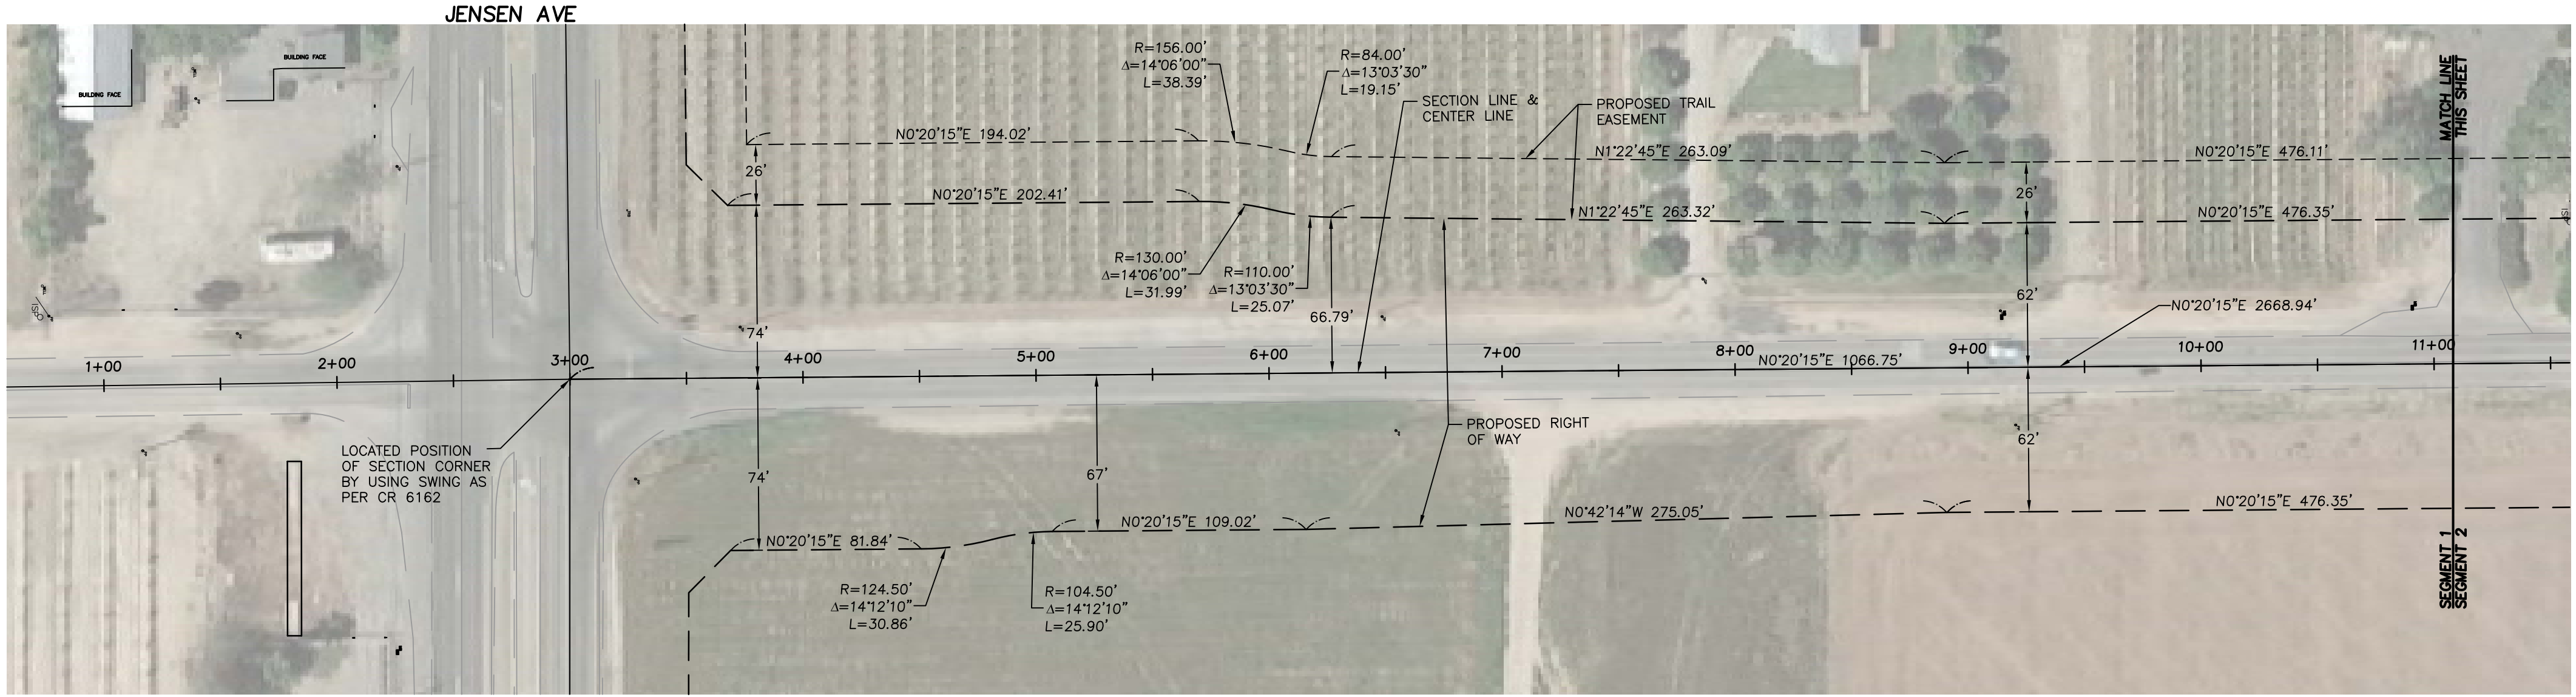 JENSEN AVE
BUILDING FACE
BUILDING FACE
R=156.00'
Δ=14°06'00"
L=38.39'
R=84.00'
Δ=13°03'30"
L=19.15'
SECTION LINE &
CENTER LINE
PROPOSED TRAIL
EASEMENT
MATCH LINE
THIS SHEET
N0°20'15"E 194.02'
N1°22'45"E 263.09'
N0°20'15"E 476.11'
26'
26'
N0°20'15"E 202.41'
N1°22'45"E 263.32'
N0°20'15"E 476.35'
R=130.00'
Δ=14°06'00"
L=31.99'
R=110.00'
Δ=13°03'30"
L=25.07'
66.79'
74'
62'
N0°20'15"E 2668.94'
1+00
2+00
3+00
4+00
5+00
6+00
7+00
8+00
9+00
10+00
11+00
N0°20'15"E 1066.75'
LOCATED POSITION
OF SECTION CORNER
BY USING SWING AS
PER CR 6162
74'
67'
62'
PROPOSED RIGHT
OF WAY
N0°20'15"E 81.84'
N0°20'15"E 109.02'
N0°42'14"W 275.05'
N0°20'15"E 476.35'
R=124.50'
Δ=14°12'10"
L=30.86'
R=104.50'
Δ=14°12'10"
L=25.90'
SEGMENT 1
SEGMENT 2